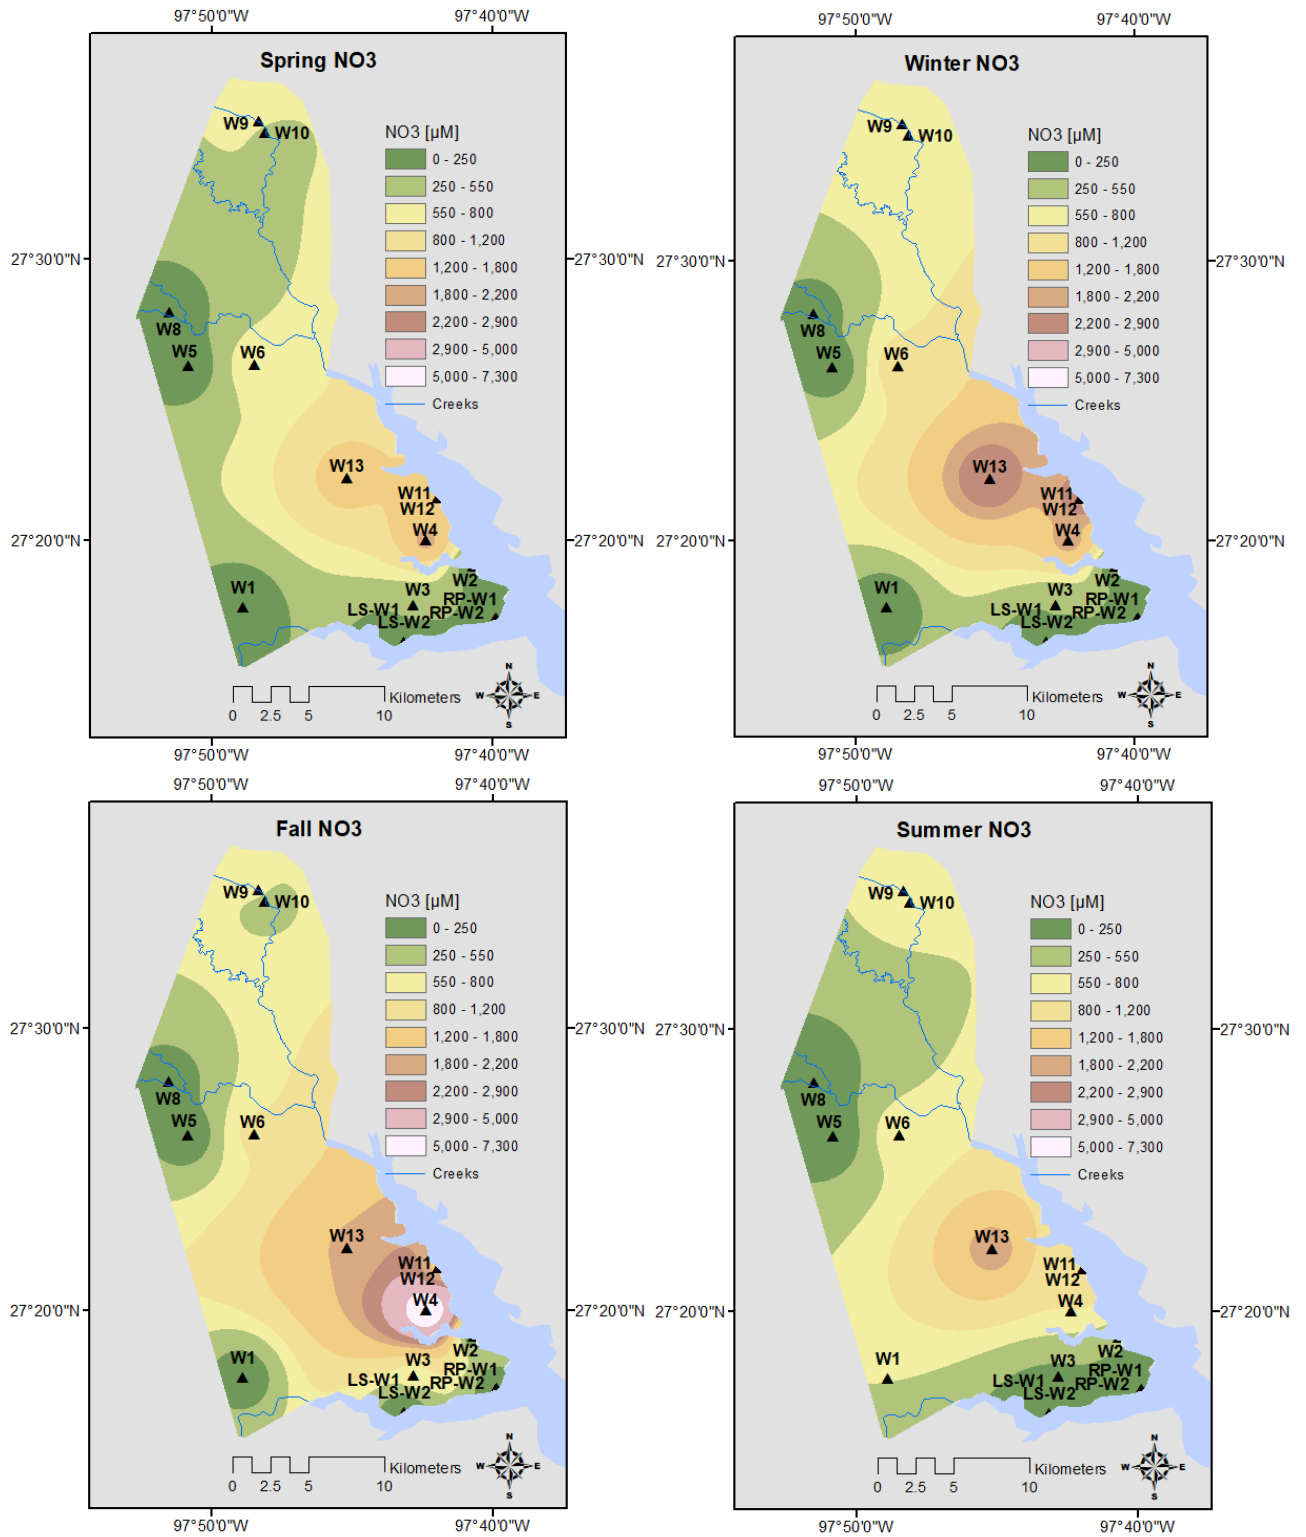 97°50'0"W 97°40'0"W
Spring NO3
W9
W10
NO3 [µM]
0 - 250
250 - 550
550 - 800
800 - 1,200
1,200 - 1,800
1,800 - 2,200
2,200 - 2,900
2,900 - 5,000
5,000 - 7,300
Creeks
27°30'0"N 27°30'0"N
W8
W5
W6
W13
W11
W12
W4
27°20'0"N 27°20'0"N
W1
W2
W3
RP-W1
LS-W1
RP-W2
LS-W2
N
W E
S
Kilometers
0 2.5 5 10
97°50'0"W 97°40'0"W
97°50'0"W 97°40'0"W
Winter NO3
W9
W10
NO3 [µM]
0 - 250
250 - 550
550 - 800
800 - 1,200
1,200 - 1,800
1,800 - 2,200
2,200 - 2,900
2,900 - 5,000
5,000 - 7,300
Creeks
27°30'0"N 27°30'0"N
W8
W5
W6
W13
W11
W12
W4
27°20'0"N 27°20'0"N
W1
W2
W3
RP-W1
LS-W1
RP-W2
LS-W2
N
W E
S
Kilometers
0 2.5 5 10
97°50'0"W 97°40'0"W
97°50'0"W 97°40'0"W
Fall NO3
W9
W10
NO3 [µM]
0 - 250
250 - 550
550 - 800
800 - 1,200
1,200 - 1,800
1,800 - 2,200
2,200 - 2,900
2,900 - 5,000
5,000 - 7,300
Creeks
27°30'0"N 27°30'0"N
W8
W5
W6
W13
W11
W12
W4
27°20'0"N 27°20'0"N
W1
W2
W3
RP-W1
LS-W1
RP-W2
LS-W2
N
W E
S
Kilometers
0 2.5 5 10
97°50'0"W 97°40'0"W
97°50'0"W 97°40'0"W
Summer NO3
W9
W10
NO3 [µM]
0 - 250
250 - 550
550 - 800
800 - 1,200
1,200 - 1,800
1,800 - 2,200
2,200 - 2,900
2,900 - 5,000
5,000 - 7,300
Creeks
27°30'0"N 27°30'0"N
W8
W5
W6
W13
W11
W12
W4
27°20'0"N 27°20'0"N
W1
W2
W3
RP-W1
LS-W1
RP-W2
LS-W2
N
W E
S
Kilometers
0 2.5 5 10
97°50'0"W 97°40'0"W